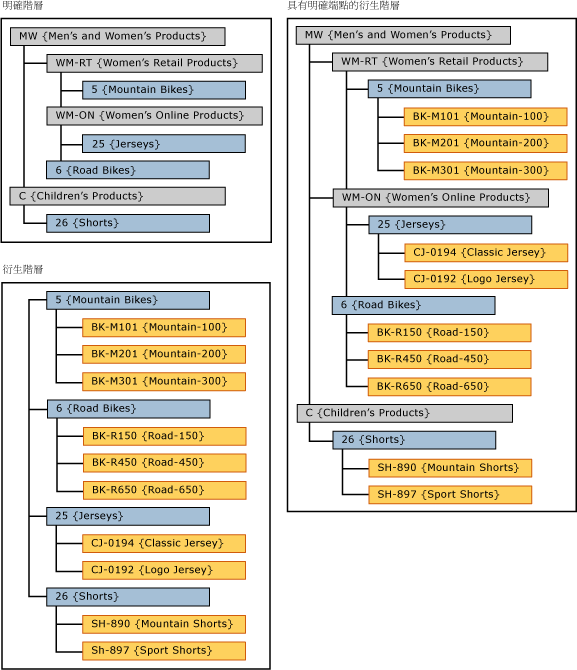 明確階層
MW {Men's and Women's Products}
WM-RT {Women's Retail Products}
5 {Mountain Bikes}
WM-ON {Women's Online Products}
25 {Jerseys}
6 {Road Bikes}
C {Children's Products}
26 {Shorts}
衍生階層
5 {Mountain Bikes}
BK-M101 {Mountain-100}
BK-M201 {Mountain-200}
BK-M301 {Mountain-300}
6 {Road Bikes}
BK-R150 {Road-150}
BK-R450 {Road-450}
BK-R650 {Road-650}
25 {Jerseys}
CJ-0194 {Classic Jersey}
CJ-0192 {Logo Jersey}
26 {Shorts}
SH-890 {Mountain Shorts}
Sh-897 {Sport Shorts}
具有明確端點的衍生階層
MW {Men's and Women's Products}
WM-RT {Women's Retail Products}
5 {Mountain Bikes}
BK-M101 {Mountain-100}
BK-M201 {Mountain-200}
BK-M301 {Mountain-300}
WM-ON {Women's Online Products}
25 {Jerseys}
CJ-0194 {Classic Jersey}
CJ-0192 {Logo Jersey}
6 {Road Bikes}
BK-R150 {Road-150}
BK-R450 {Road-450}
BK-R650 {Road-650}
C {Children's Products}
26 {Shorts}
SH-890 {Mountain Shorts}
SH-897 {Sport Shorts}